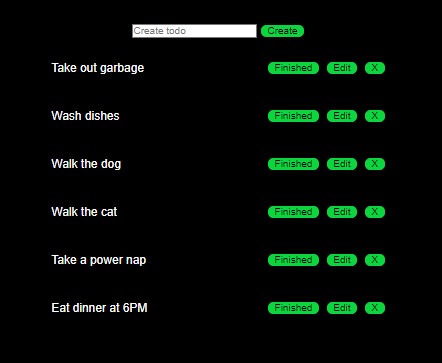 Create todo Create
Take out garbage Finished Edit X
Wash dishes Finished Edit X
Walk the dog Finished Edit X
Walk the cat Finished Edit X
Take a power nap Finished Edit X
Eat dinner at 6PM Finished Edit X